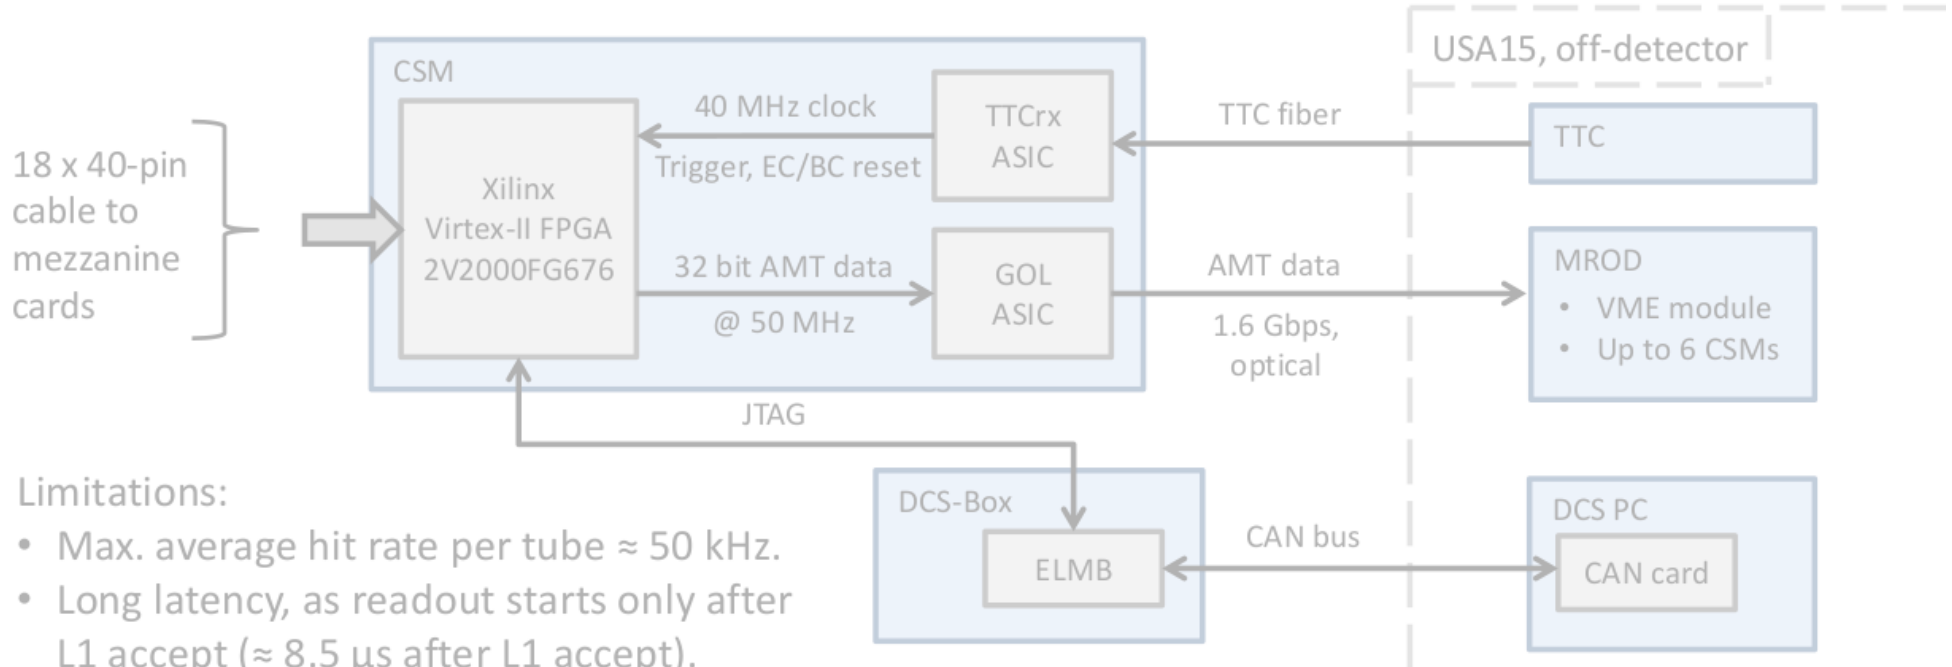 USA15, off-detector
CSM
18 x 40-pin
cable to
mezzanine
cards
Xilinx
Virtex-II FPGA
2V2000FG676
40 MHz clock
Trigger, EC/BC reset
TTCrx
ASIC
TTC fiber
TTC
32 bit AMT data
@ 50 MHz
GOL
ASIC
AMT data
1.6 Gbps,
optical
MROD
• VME module
• Up to 6 CSMs
JTAG
DCS-Box
ELMB
CAN bus
DCS PC
CAN card
Limitations:
• Max. average hit rate per tube ≈ 50 kHz.
• Long latency, as readout starts only after
L1 accept (≈ 8.5 μs after L1 accept).